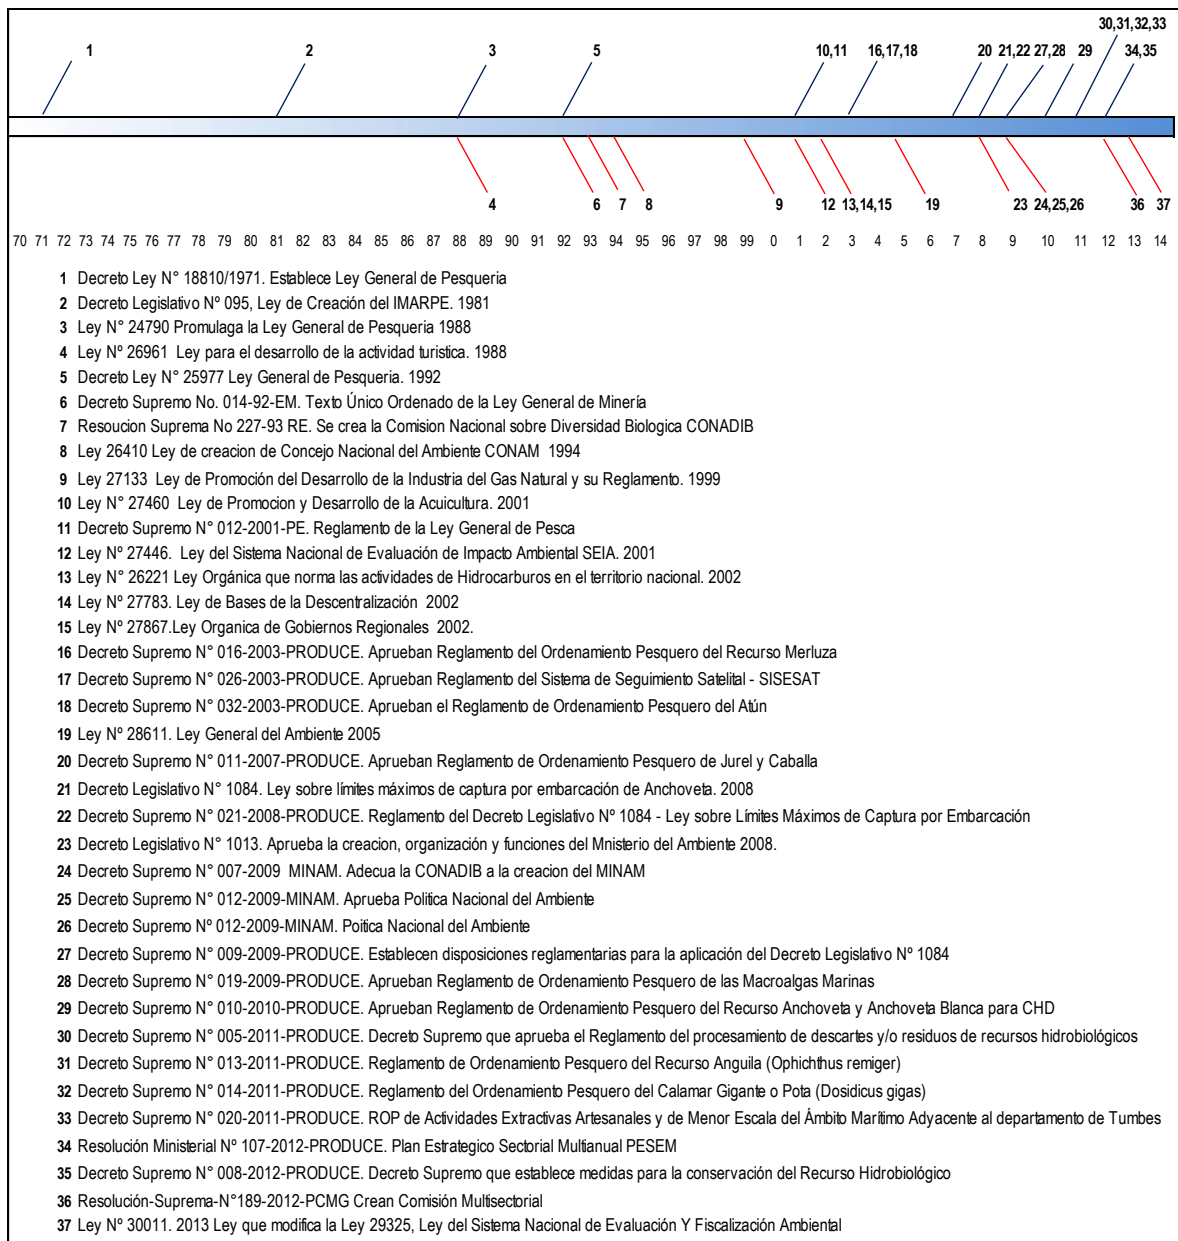 30,31,32,33
1 2 3 5 10,11 16,17,18 20 21,22 27,28 29 34,35
4 6 7 8 9 12 13,14,15 19 23 24,25,26 36 37
70 71 72 73 74 75 76 77 78 79 80 81 82 83 84 85 86 87 88 89 90 91 92 93 94 95 96 97 98 99 0 1 2 3 4 5 6 7 8 9 10 11 12 13 14
1 Decreto Ley N° 18810/1971. Establece Ley General de Pesqueria
2 Decreto Legislativo Nº 095, Ley de Creación del IMARPE. 1981
3 Ley N° 24790 Promulaga la Ley General de Pesqueria 1988
4 Ley Nº 26961 Ley para el desarrollo de la actividad turistica. 1988
5 Decreto Ley N° 25977 Ley General de Pesqueria. 1992
6 Decreto Supremo No. 014-92-EM. Texto Único Ordenado de la Ley General de Minería
7 Resoucion Suprema No 227-93 RE. Se crea la Comision Nacional sobre Diversidad Biologica CONADIB
8 Ley 26410 Ley de creacion de Concejo Nacional del Ambiente CONAM 1994
9 Ley 27133 Ley de Promoción del Desarrollo de la Industria del Gas Natural y su Reglamento. 1999
10 Ley N° 27460 Ley de Promocion y Desarrollo de la Acuicultura. 2001
11 Decreto Supremo N° 012-2001-PE. Reglamento de la Ley General de Pesca
12 Ley Nº 27446. Ley del Sistema Nacional de Evaluación de Impacto Ambiental SEIA. 2001
13 Ley N° 26221 Ley Orgánica que norma las actividades de Hidrocarburos en el territorio nacional. 2002
14 Ley Nº 27783. Ley de Bases de la Descentralización 2002
15 Ley Nº 27867.Ley Organica de Gobiernos Regionales 2002.
16 Decreto Supremo N° 016-2003-PRODUCE. Aprueban Reglamento del Ordenamiento Pesquero del Recurso Merluza
17 Decreto Supremo N° 026-2003-PRODUCE. Aprueban Reglamento del Sistema de Seguimiento Satelital - SISESAT
18 Decreto Supremo N° 032-2003-PRODUCE. Aprueban el Reglamento de Ordenamiento Pesquero del Atún
19 Ley Nº 28611. Ley General del Ambiente 2005
20 Decreto Supremo N° 011-2007-PRODUCE. Aprueban Reglamento de Ordenamiento Pesquero de Jurel y Caballa
21 Decreto Legislativo N° 1084. Ley sobre límites máximos de captura por embarcación de Anchoveta. 2008
22 Decreto Supremo N° 021-2008-PRODUCE. Reglamento del Decreto Legislativo Nº 1084 - Ley sobre Límites Máximos de Captura por Embarcación
23 Decreto Legislativo N° 1013. Aprueba la creacion, organización y funciones del Mnisterio del Ambiente 2008.
24 Decreto Supremo N° 007-2009 MINAM. Adecua la CONADIB a la creacion del MINAM
25 Decreto Supremo N° 012-2009-MINAM. Aprueba Politica Nacional del Ambiente
26 Decreto Supremo Nº 012-2009-MINAM. Poitica Nacional del Ambiente
27 Decreto Supremo N° 009-2009-PRODUCE. Establecen disposiciones reglamentarias para la aplicación del Decreto Legislativo Nº 1084
28 Decreto Supremo N° 019-2009-PRODUCE. Aprueban Reglamento de Ordenamiento Pesquero de las Macroalgas Marinas
29 Decreto Supremo N° 010-2010-PRODUCE. Aprueban Reglamento de Ordenamiento Pesquero del Recurso Anchoveta y Anchoveta Blanca para CHD
30 Decreto Supremo N° 005-2011-PRODUCE. Decreto Supremo que aprueba el Reglamento del procesamiento de descartes y/o residuos de recursos hidrobiológicos
31 Decreto Supremo N° 013-2011-PRODUCE. Reglamento de Ordenamiento Pesquero del Recurso Anguila (Ophichthus remiger)
32 Decreto Supremo N° 014-2011-PRODUCE. Reglamento del Ordenamiento Pesquero del Calamar Gigante o Pota (Dosidicus gigas)
33 Decreto Supremo N° 020-2011-PRODUCE. ROP de Actividades Extractivas Artesanales y de Menor Escala del Ámbito Marítimo Adyacente al departamento de Tumbes
34 Resolución Ministerial Nº 107-2012-PRODUCE. Plan Estrategico Sectorial Multianual PESEM
35 Decreto Supremo N° 008-2012-PRODUCE. Decreto Supremo que establece medidas para la conservación del Recurso Hidrobiológico
36 Resolución-Suprema-N°189-2012-PCMG Crean Comisión Multisectorial
37 Ley Nº 30011. 2013 Ley que modifica la Ley 29325, Ley del Sistema Nacional de Evaluación Y Fiscalización Ambiental